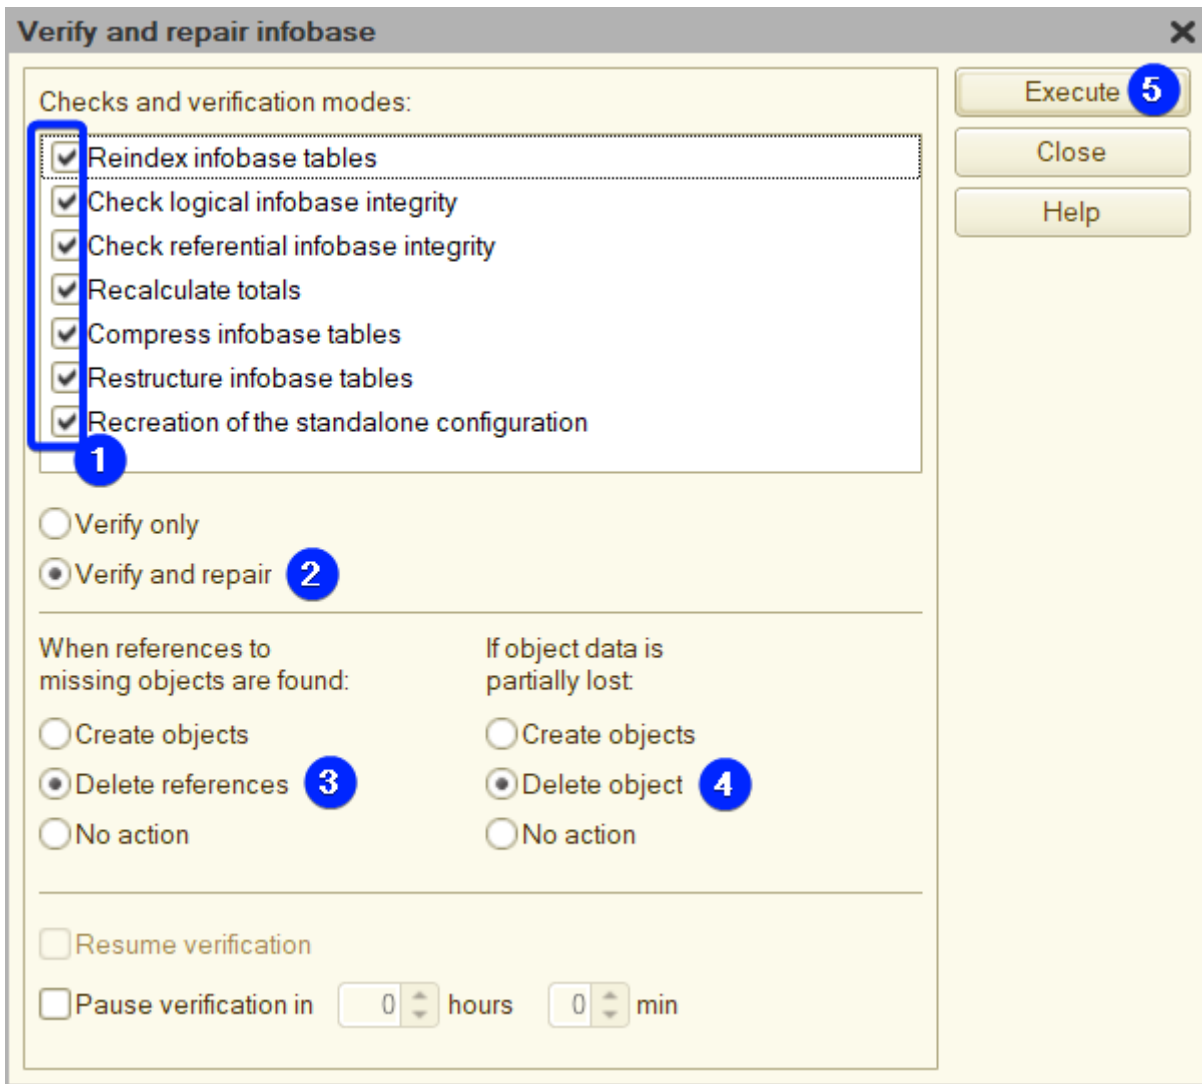 Verify and repair infobase
Checks and verification modes:
Reindex infobase tables
Check logical infobase integrity
Check referential infobase integrity
Recalculate totals
Compress infobase tables
Restructure infobase tables
Recreation of the standalone configuration
1
Verify only
Verify and repair 2
When references to
missing objects are found:
Create objects
Delete references 3
No action
If object data is
partially lost:
Create objects
Delete object 4
No action
Resume verification
Pause verification in 0 hours 0 min
Execute 5
Close
Help